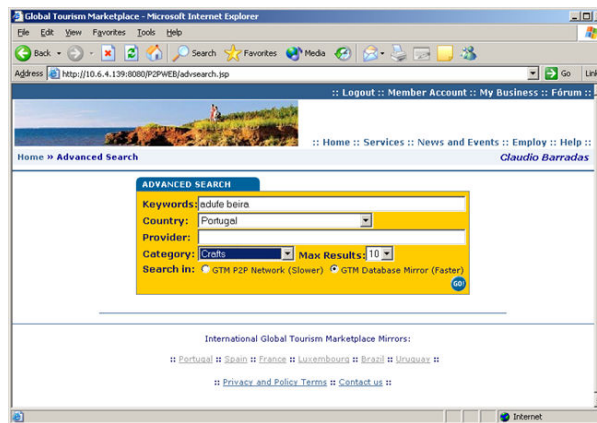 Global Tourism Marketplace - Microsoft Internet Explorer
File Edit View Favorites Tools Help
Back Search Favorites Media
Address http://10.6.4.139:8080/P2PWEB/advsearch.jsp Go Link
:: Logout :: Member Account :: My Business :: Fórum ::
:: Home :: Services :: News and Events :: Employ :: Help ::
Home » Advanced Search Claudio Barradas
ADVANCED SEARCH
Keywords: adufe beira
Country: Portugal
Provider:
Category: Crafts Max Results: 10
Search in: GTM P2P Network (Slower) GTM Database Mirror (Faster)
GO!
International Global Tourism Marketplace Mirrors:
:: Portugal :: Spain :: France :: Luxembourg :: Brazil :: Uruguay ::
:: Privacy and Policy Terms :: Contact us ::
Internet